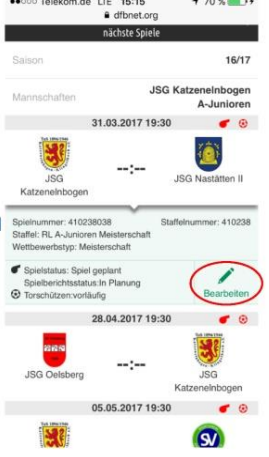 Telekom.de LTE 15:15 70 %
dfbnet.org
nächste Spiele
Saison 16/17
Mannschaften JSG Katzenelnbogen
A-Junioren
31.03.2017 19:30
--:--
JSG
Katzenelnbogen
JSG Nastätten II
Spielnummer: 410238038 Staffelnummer: 410238
Staffel: RL A-Junioren Meisterschaft
Wettbewerbstyp: Meisterschaft
Spielstatus: Spiel geplant
Spielberichtsstatus:In Planung
Torschützen:vorläufig
Bearbeiten
28.04.2017 19:30
--:--
JSG Oelsberg
JSG
Katzenelnbogen
05.05.2017 19:30
SV